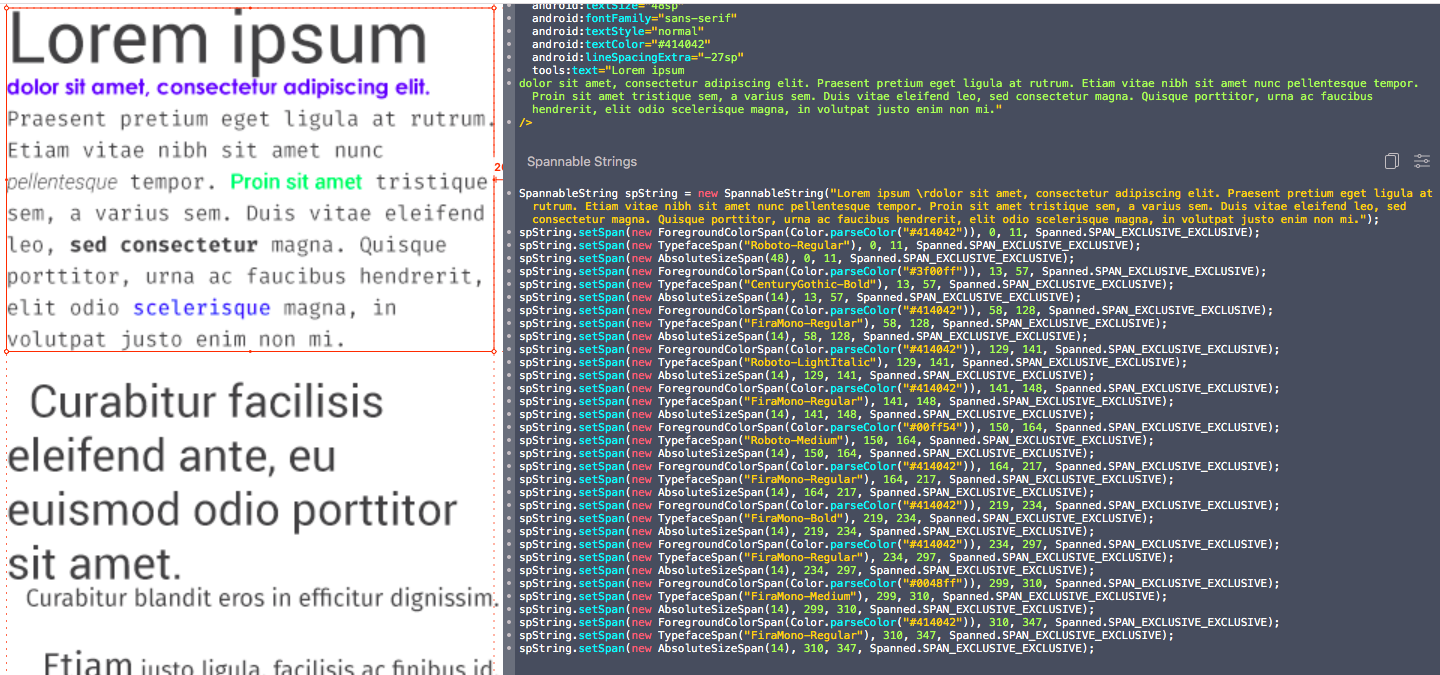 Lorem ipsum
dolor sit amet, consectetur adipiscing elit.
Praesent pretium eget ligula at rutrum.
Etiam vitae nibh sit amet nunc
pellentesque tempor. Proin sit amet tristique
sem, a varius sem. Duis vitae eleifend
leo, sed consectetur magna. Quisque
porttitor, urna ac faucibus hendrerit,
elit odio scelerisque magna, in
volutpat justo enim non mi.
Curabitur facilisis
eleifend ante, eu
euismod odio porttitor
sit amet.
Curabitur blandit eros in efficitur dignissim.
Etiam justo ligula, facilisis ac finibus id
android:textSize="48sp"
android:fontFamily="sans-serif"
android:textStyle="normal"
android:textColor="#414042"
android:lineSpacingExtra="-27sp"
tools:text="Lorem ipsum
dolor sit amet, consectetur adipiscing elit. Praesent pretium eget ligula at rutrum. Etiam vitae nibh sit amet nunc pellentesque tempor.
Proin sit amet tristique sem, a varius sem. Duis vitae eleifend leo, sed consectetur magna. Quisque porttitor, urna ac faucibus
hendrerit, elit odio scelerisque magna, in volutpat justo enim non mi."
/>
Spannable Strings
SpannableString spString = new SpannableString("Lorem ipsum \rdolor sit amet, consectetur adipiscing elit. Praesent pretium eget ligula at
rutrum. Etiam vitae nibh sit amet nunc pellentesque tempor. Proin sit amet tristique sem, a varius sem. Duis vitae eleifend leo, sed
consectetur magna. Quisque porttitor, urna ac faucibus hendrerit, elit odio scelerisque magna, in volutpat justo enim non mi.");
spString.setSpan(new ForegroundColorSpan(Color.parseColor("#414042")), 0, 11, Spanned.SPAN_EXCLUSIVE_EXCLUSIVE);
spString.setSpan(new TypefaceSpan("Roboto-Regular"), 0, 11, Spanned.SPAN_EXCLUSIVE_EXCLUSIVE);
spString.setSpan(new AbsoluteSizeSpan(48), 0, 11, Spanned.SPAN_EXCLUSIVE_EXCLUSIVE);
spString.setSpan(new ForegroundColorSpan(Color.parseColor("#3f00ff")), 13, 57, Spanned.SPAN_EXCLUSIVE_EXCLUSIVE);
spString.setSpan(new TypefaceSpan("CenturyGothic-Bold"), 13, 57, Spanned.SPAN_EXCLUSIVE_EXCLUSIVE);
spString.setSpan(new AbsoluteSizeSpan(14), 13, 57, Spanned.SPAN_EXCLUSIVE_EXCLUSIVE);
spString.setSpan(new ForegroundColorSpan(Color.parseColor("#414042")), 58, 128, Spanned.SPAN_EXCLUSIVE_EXCLUSIVE);
spString.setSpan(new TypefaceSpan("FiraMono-Regular"), 58, 128, Spanned.SPAN_EXCLUSIVE_EXCLUSIVE);
spString.setSpan(new AbsoluteSizeSpan(14), 58, 128, Spanned.SPAN_EXCLUSIVE_EXCLUSIVE);
spString.setSpan(new ForegroundColorSpan(Color.parseColor("#414042")), 129, 141, Spanned.SPAN_EXCLUSIVE_EXCLUSIVE);
spString.setSpan(new TypefaceSpan("Roboto-LightItalic"), 129, 141, Spanned.SPAN_EXCLUSIVE_EXCLUSIVE);
spString.setSpan(new AbsoluteSizeSpan(14), 129, 141, Spanned.SPAN_EXCLUSIVE_EXCLUSIVE);
spString.setSpan(new ForegroundColorSpan(Color.parseColor("#414042")), 141, 148, Spanned.SPAN_EXCLUSIVE_EXCLUSIVE);
spString.setSpan(new TypefaceSpan("FiraMono-Regular"), 141, 148, Spanned.SPAN_EXCLUSIVE_EXCLUSIVE);
spString.setSpan(new AbsoluteSizeSpan(14), 141, 148, Spanned.SPAN_EXCLUSIVE_EXCLUSIVE);
spString.setSpan(new ForegroundColorSpan(Color.parseColor("#00ff54")), 150, 164, Spanned.SPAN_EXCLUSIVE_EXCLUSIVE);
spString.setSpan(new TypefaceSpan("Roboto-Medium"), 150, 164, Spanned.SPAN_EXCLUSIVE_EXCLUSIVE);
spString.setSpan(new AbsoluteSizeSpan(14), 150, 164, Spanned.SPAN_EXCLUSIVE_EXCLUSIVE);
spString.setSpan(new ForegroundColorSpan(Color.parseColor("#414042")), 164, 217, Spanned.SPAN_EXCLUSIVE_EXCLUSIVE);
spString.setSpan(new TypefaceSpan("FiraMono-Regular"), 164, 217, Spanned.SPAN_EXCLUSIVE_EXCLUSIVE);
spString.setSpan(new AbsoluteSizeSpan(14), 164, 217, Spanned.SPAN_EXCLUSIVE_EXCLUSIVE);
spString.setSpan(new ForegroundColorSpan(Color.parseColor("#414042")), 219, 234, Spanned.SPAN_EXCLUSIVE_EXCLUSIVE);
spString.setSpan(new TypefaceSpan("FiraMono-Bold"), 219, 234, Spanned.SPAN_EXCLUSIVE_EXCLUSIVE);
spString.setSpan(new AbsoluteSizeSpan(14), 219, 234, Spanned.SPAN_EXCLUSIVE_EXCLUSIVE);
spString.setSpan(new ForegroundColorSpan(Color.parseColor("#414042")), 234, 297, Spanned.SPAN_EXCLUSIVE_EXCLUSIVE);
spString.setSpan(new TypefaceSpan("FiraMono-Regular"), 234, 297, Spanned.SPAN_EXCLUSIVE_EXCLUSIVE);
spString.setSpan(new AbsoluteSizeSpan(14), 234, 297, Spanned.SPAN_EXCLUSIVE_EXCLUSIVE);
spString.setSpan(new ForegroundColorSpan(Color.parseColor("#0048ff")), 299, 310, Spanned.SPAN_EXCLUSIVE_EXCLUSIVE);
spString.setSpan(new TypefaceSpan("FiraMono-Medium"), 299, 310, Spanned.SPAN_EXCLUSIVE_EXCLUSIVE);
spString.setSpan(new AbsoluteSizeSpan(14), 299, 310, Spanned.SPAN_EXCLUSIVE_EXCLUSIVE);
spString.setSpan(new ForegroundColorSpan(Color.parseColor("#414042")), 310, 347, Spanned.SPAN_EXCLUSIVE_EXCLUSIVE);
spString.setSpan(new TypefaceSpan("FiraMono-Regular"), 310, 347, Spanned.SPAN_EXCLUSIVE_EXCLUSIVE);
spString.setSpan(new AbsoluteSizeSpan(14), 310, 347, Spanned.SPAN_EXCLUSIVE_EXCLUSIVE);